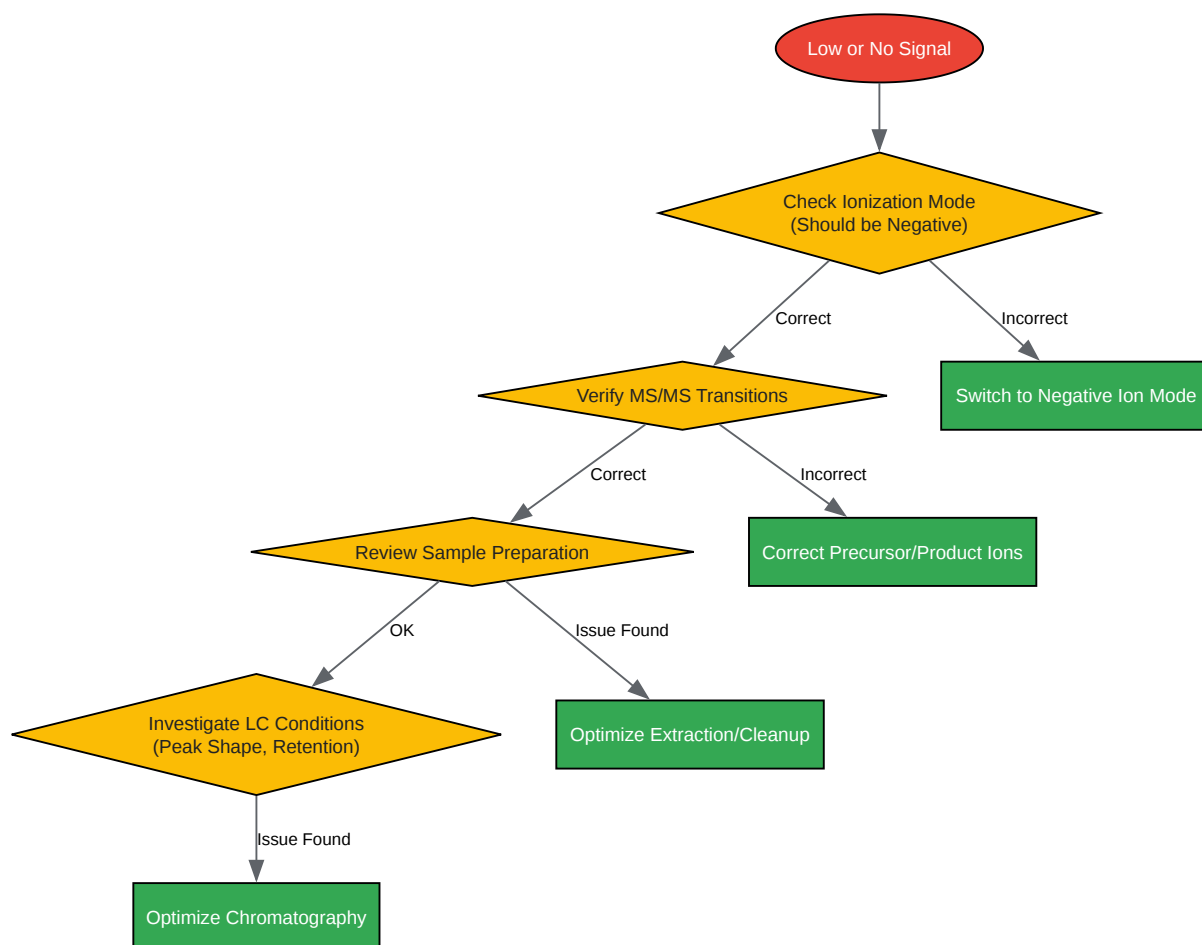 Low or No Signal
Check Ionization Mode
(Should be Negative)
Correct
Incorrect
Verify MS/MS Transitions
Switch to Negative Ion Mode
Correct
Incorrect
Review Sample Preparation
Correct Precursor/Product Ions
OK
Issue Found
Investigate LC Conditions
(Peak Shape, Retention)
Optimize Extraction/Cleanup
Issue Found
Optimize Chromatography